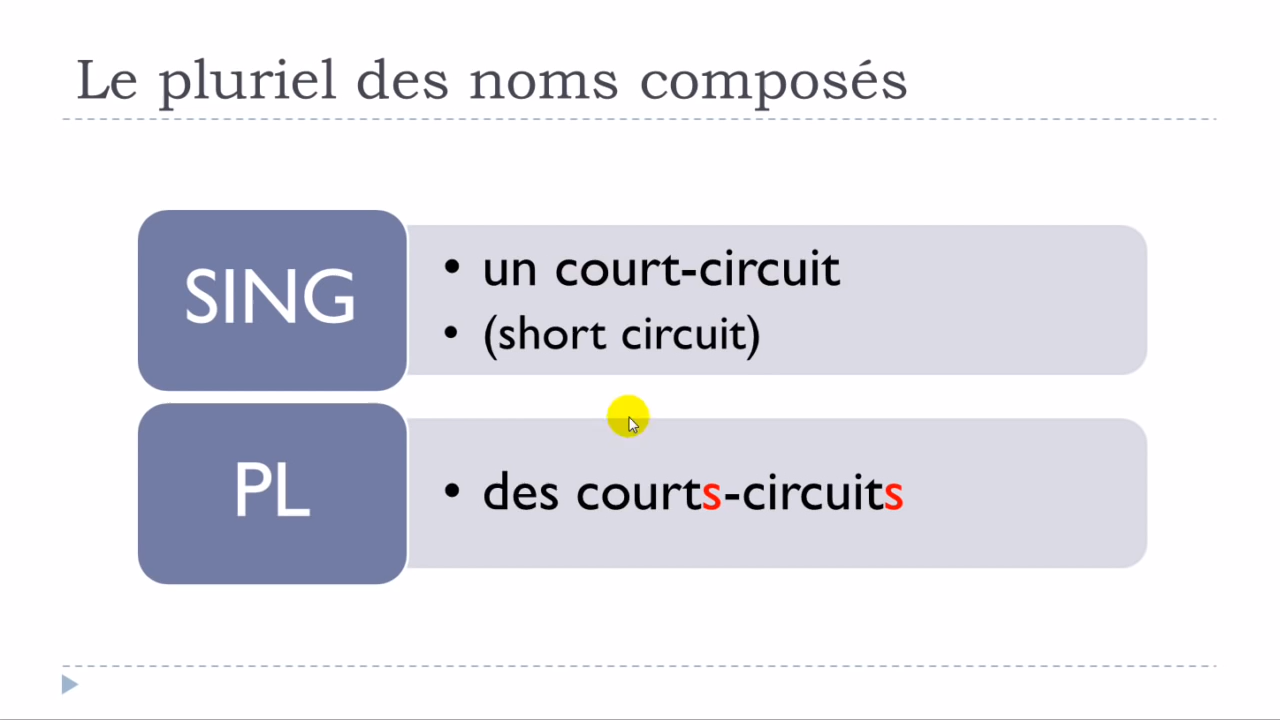 Le pluriel des noms composés
SING
• un court-circuit
• (short circuit)
PL
• des courts-circuits